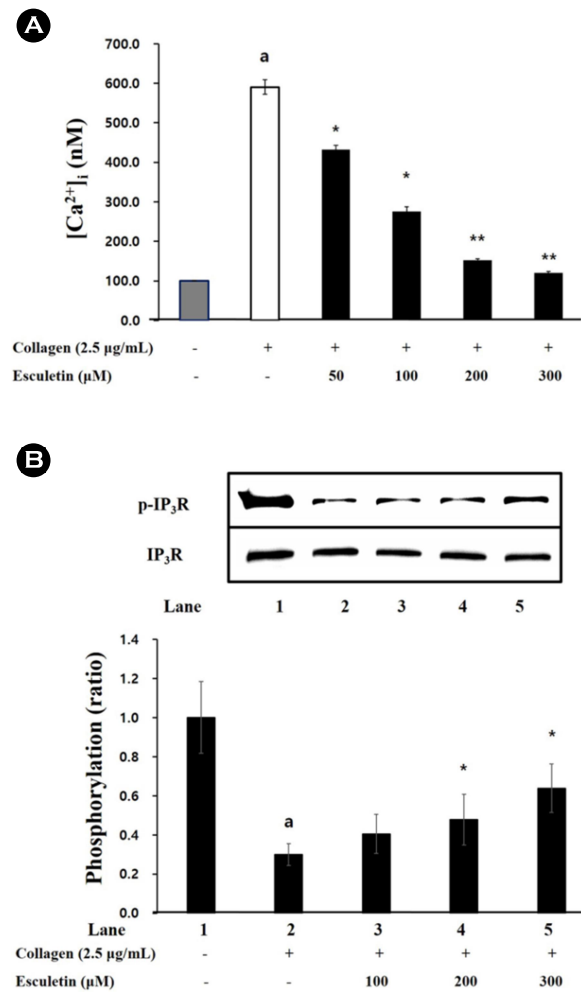 A
700.0
600.0
500.0
400.0
300.0
200.0
100.0
0.0
[Ca²⁺]ᵢ (nM)
a
*
*
**
**
Collagen (2.5 µg/mL) - + + + + +
Esculetin (µM) - - 50 100 200 300
B
p-IP₃R
IP₃R
Lane 1 2 3 4 5
1.4
1.2
1.0
0.8
0.6
0.4
0.2
0.0
Phosphorylation (ratio)
a
*
*
Lane 1 2 3 4 5
Collagen (2.5 µg/mL) - + + + +
Esculetin (µM) - - 100 200 300